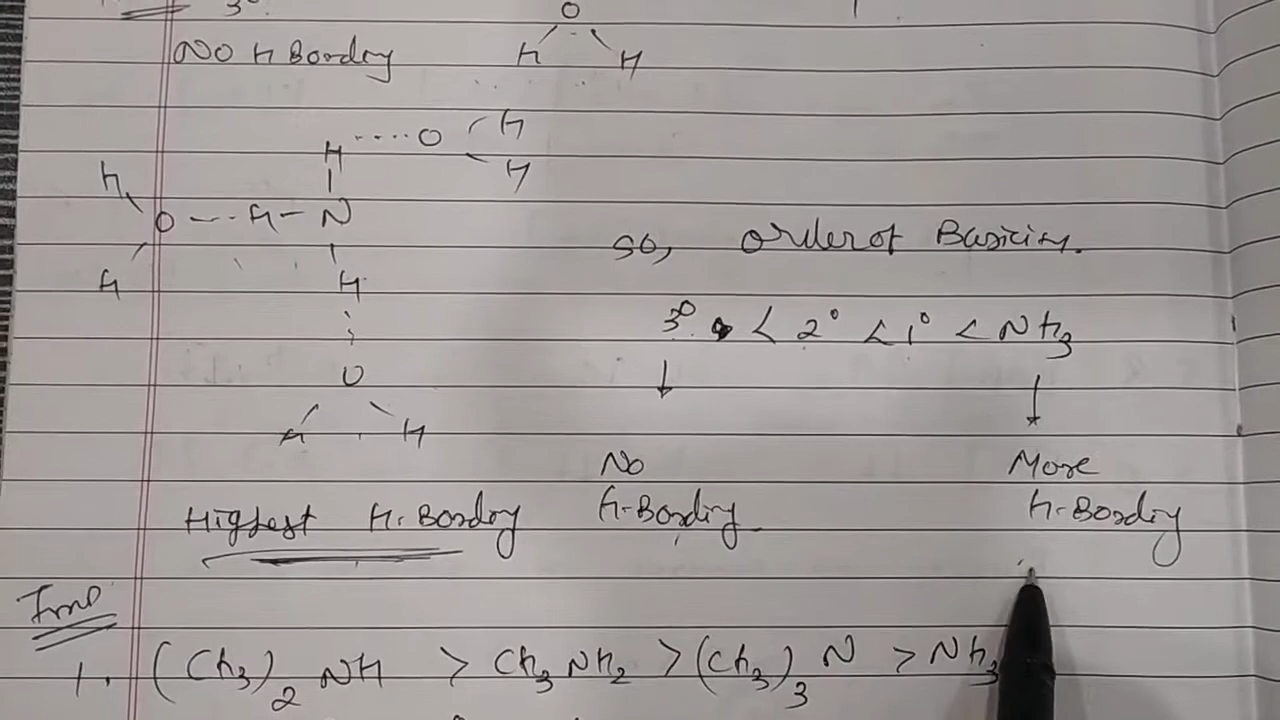 3°
O
No H Bonding
H H
H ····O H
H
H
O ---- H – N
H
H
so, order of Basicity.
3° < 2° < 1° < NH3
O
H H
No
H-Bonding
More
H-Bonding
Highest H-Bonding
Imp
1. (CH3)2 NH > CH3NH2 > (CH3)3 N > NH3